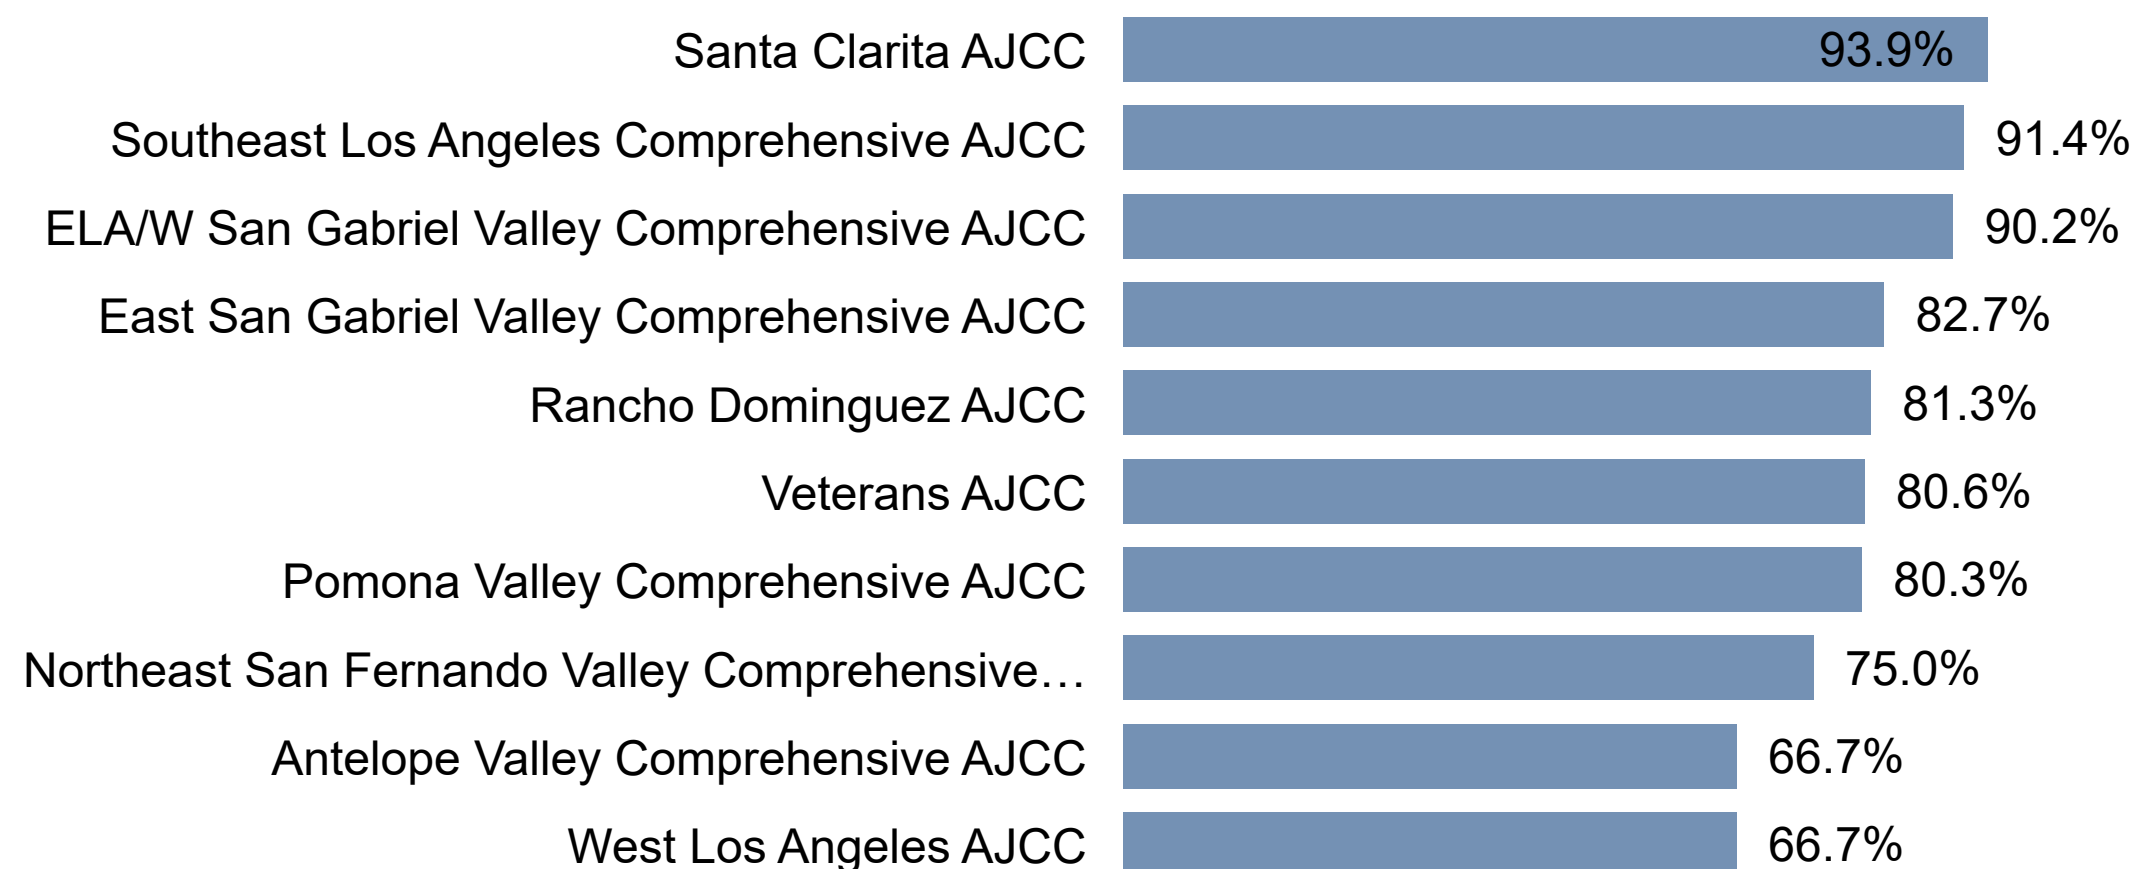 Santa Clarita AJCC 93.9%
Southeast Los Angeles Comprehensive AJCC 91.4%
ELA/W San Gabriel Valley Comprehensive AJCC 90.2%
East San Gabriel Valley Comprehensive AJCC 82.7%
Rancho Dominguez AJCC 81.3%
Veterans AJCC 80.6%
Pomona Valley Comprehensive AJCC 80.3%
Northeast San Fernando Valley Comprehensive… 75.0%
Antelope Valley Comprehensive AJCC 66.7%
West Los Angeles AJCC 66.7%